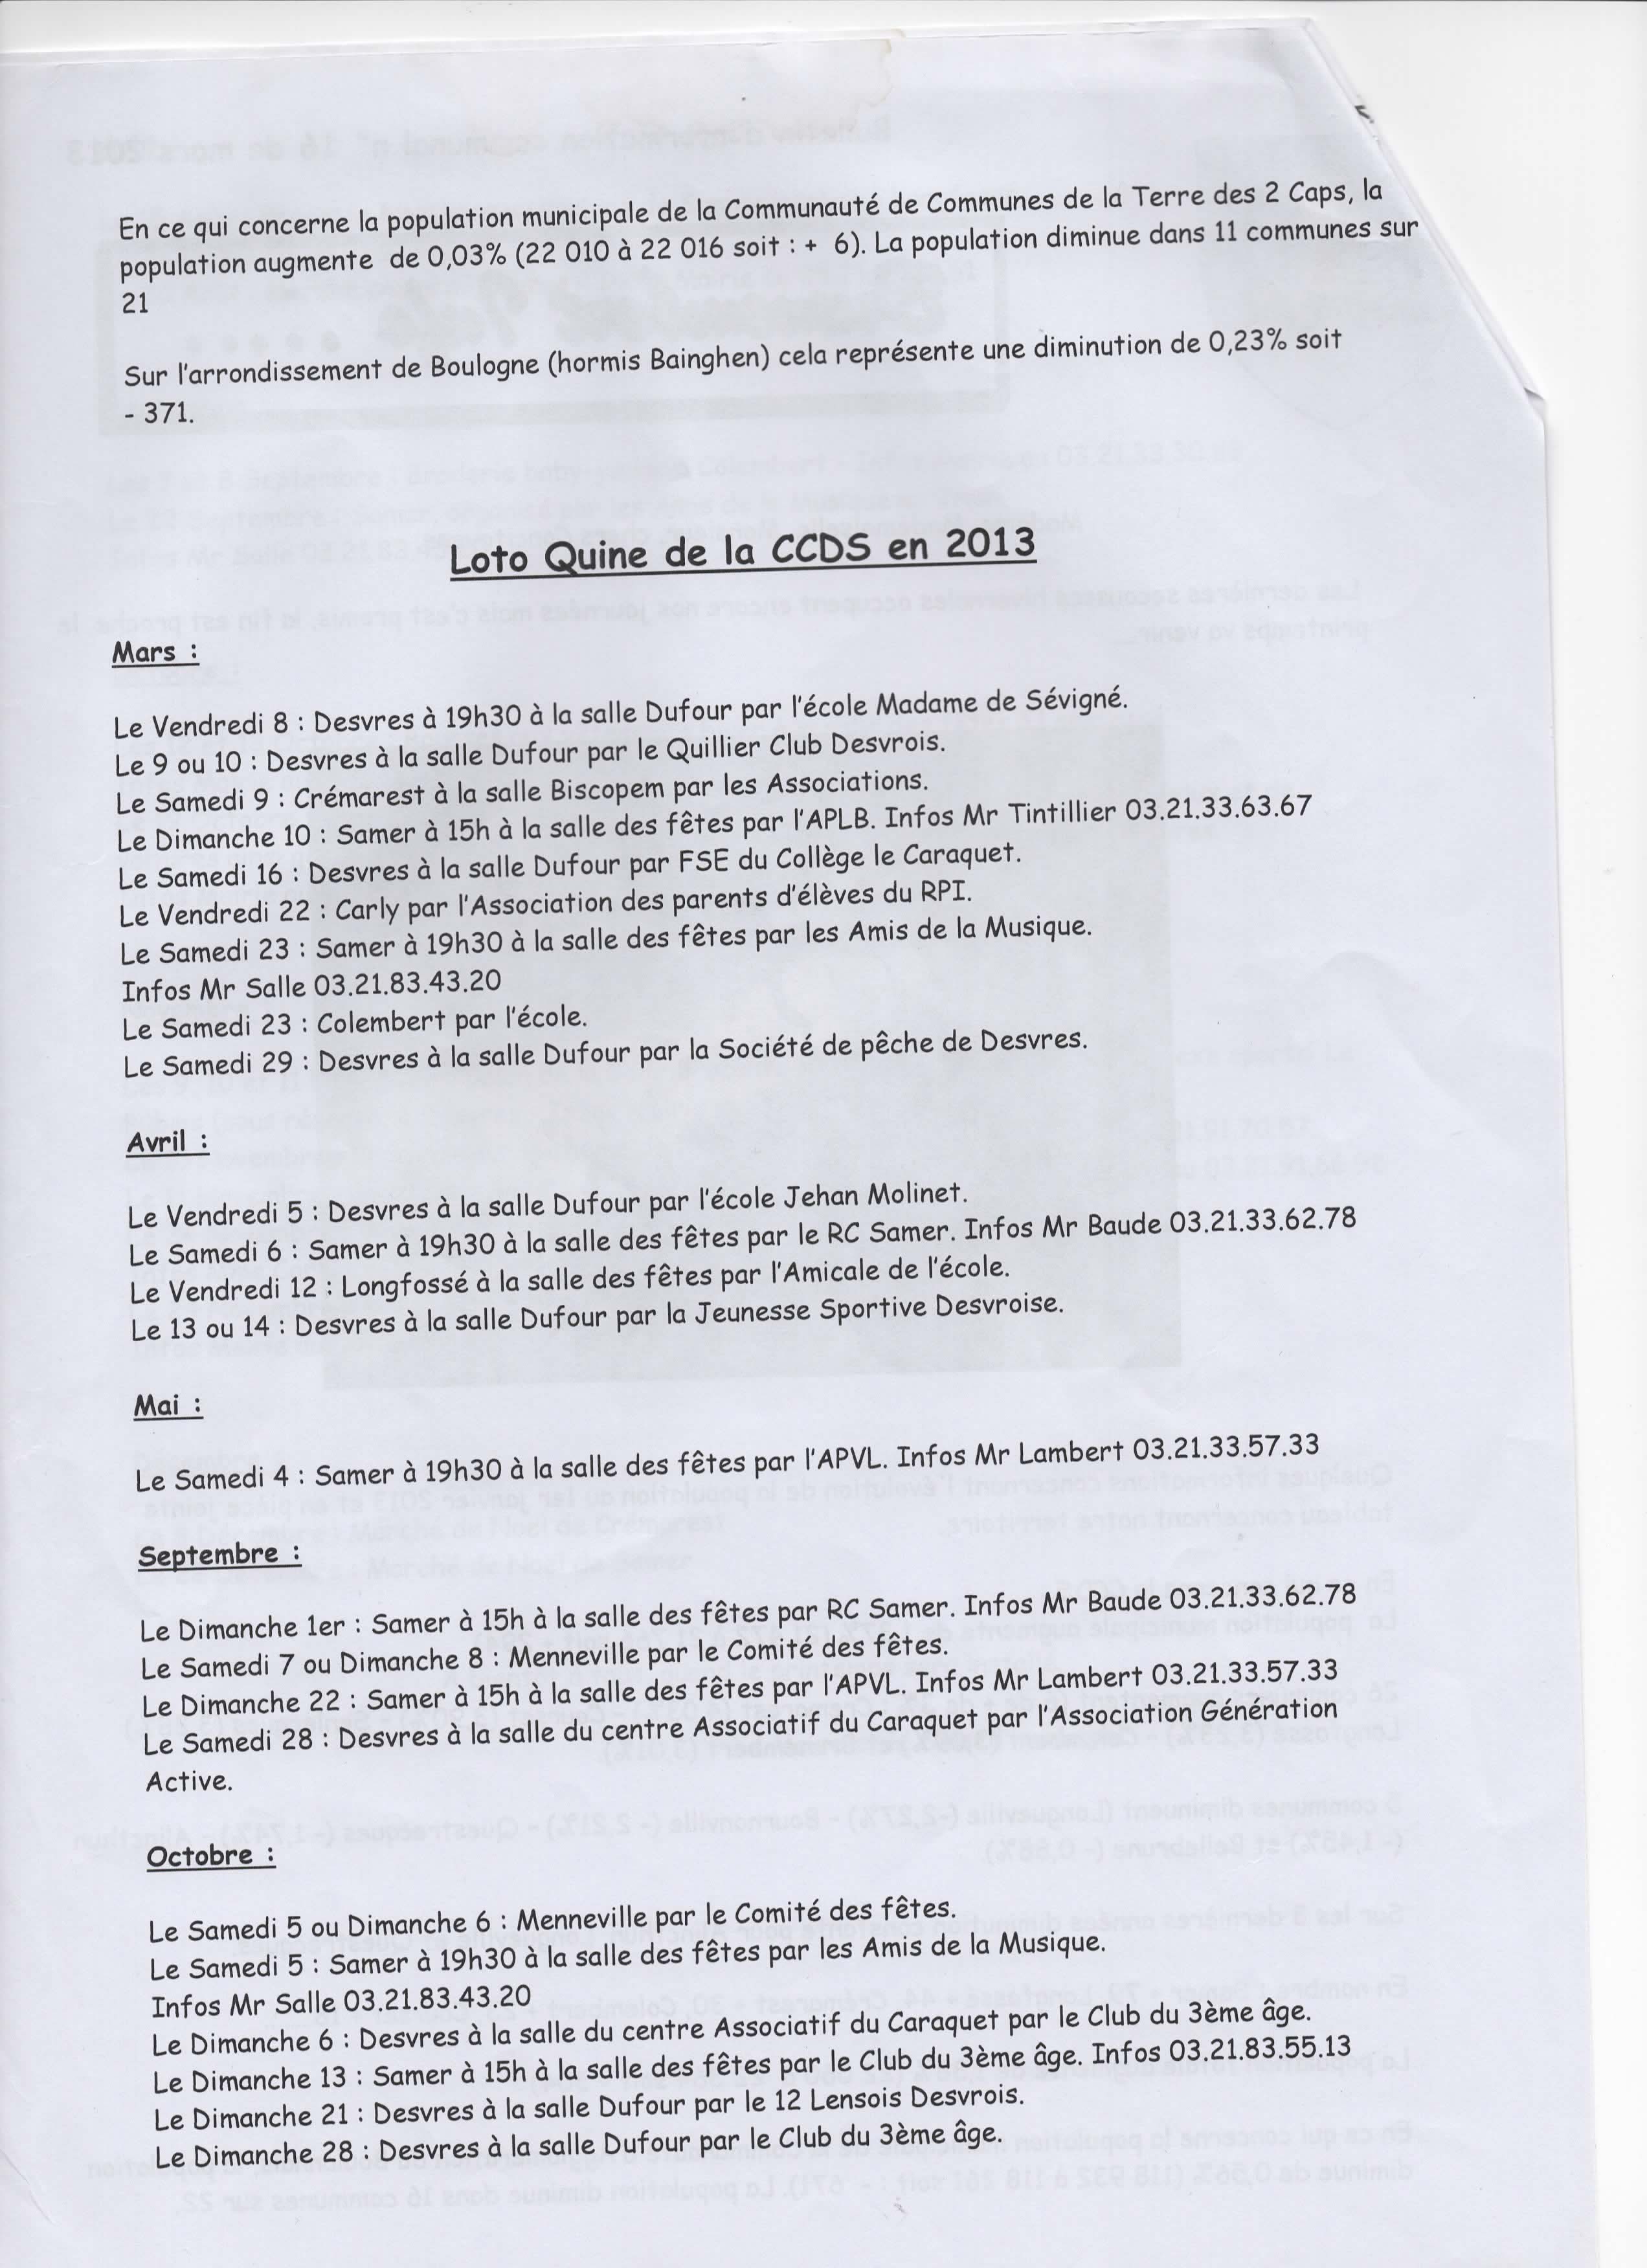 En ce qui concerne la population municipale de la Communauté de Communes de la Terre des 2 Caps, la
population augmente de 0,03% (22 010 à 22 016 soit : + 6). La population diminue dans 11 communes sur
21
Sur l'arrondissement de Boulogne (hormis Bainghen) cela représente une diminution de 0,23% soit
- 371.
Loto Quine de la CCDS en 2013
Mars :
Le Vendredi 8 : Desvres à 19h30 à la salle Dufour par l'école Madame de Sévigné.
Le 9 ou 10 : Desvres à la salle Dufour par le Quillier Club Desvrois.
Le Samedi 9 : Crémarest à la salle Biscopem par les Associations.
Le Dimanche 10 : Samer à 15h à la salle des fêtes par l'APLB. Infos Mr Tintillier 03.21.33.63.67
Le Samedi 16 : Desvres à la salle Dufour par FSE du Collège le Caraquet.
Le Vendredi 22 : Carly par l'Association des parents d'élèves du RPI.
Le Samedi 23 : Samer à 19h30 à la salle des fêtes par les Amis de la Musique.
Infos Mr Salle 03.21.83.43.20
Le Samedi 23 : Colembert par l'école.
Le Samedi 29 : Desvres à la salle Dufour par la Société de pêche de Desvres.
Avril :
Le Vendredi 5 : Desvres à la salle Dufour par l'école Jehan Molinet.
Le Samedi 6 : Samer à 19h30 à la salle des fêtes par le RC Samer. Infos Mr Baude 03.21.33.62.78
Le Vendredi 12 : Longfossé à la salle des fêtes par l'Amicale de l'école.
Le 13 ou 14 : Desvres à la salle Dufour par la Jeunesse Sportive Desvroise.
Mai :
Le Samedi 4 : Samer à 19h30 à la salle des fêtes par l'APVL. Infos Mr Lambert 03.21.33.57.33
Septembre :
Le Dimanche 1er : Samer à 15h à la salle des fêtes par RC Samer. Infos Mr Baude 03.21.33.62.78
Le Samedi 7 ou Dimanche 8 : Menneville par le Comité des fêtes.
Le Dimanche 22 : Samer à 15h à la salle des fêtes par l'APVL. Infos Mr Lambert 03.21.33.57.33
Le Samedi 28 : Desvres à la salle du centre Associatif du Caraquet par l'Association Génération
Active.
Octobre :
Le Samedi 5 ou Dimanche 6 : Menneville par le Comité des fêtes.
Le Samedi 5 : Samer à 19h30 à la salle des fêtes par les Amis de la Musique.
Infos Mr Salle 03.21.83.43.20
Le Dimanche 6 : Desvres à la salle du centre Associatif du Caraquet par le Club du 3ème âge.
Le Dimanche 13 : Samer à 15h à la salle des fêtes par le Club du 3ème âge. Infos 03.21.83.55.13
Le Dimanche 21 : Desvres à la salle Dufour par le 12 Lensois Desvrois.
Le Dimanche 28 : Desvres à la salle Dufour par le Club du 3ème âge.